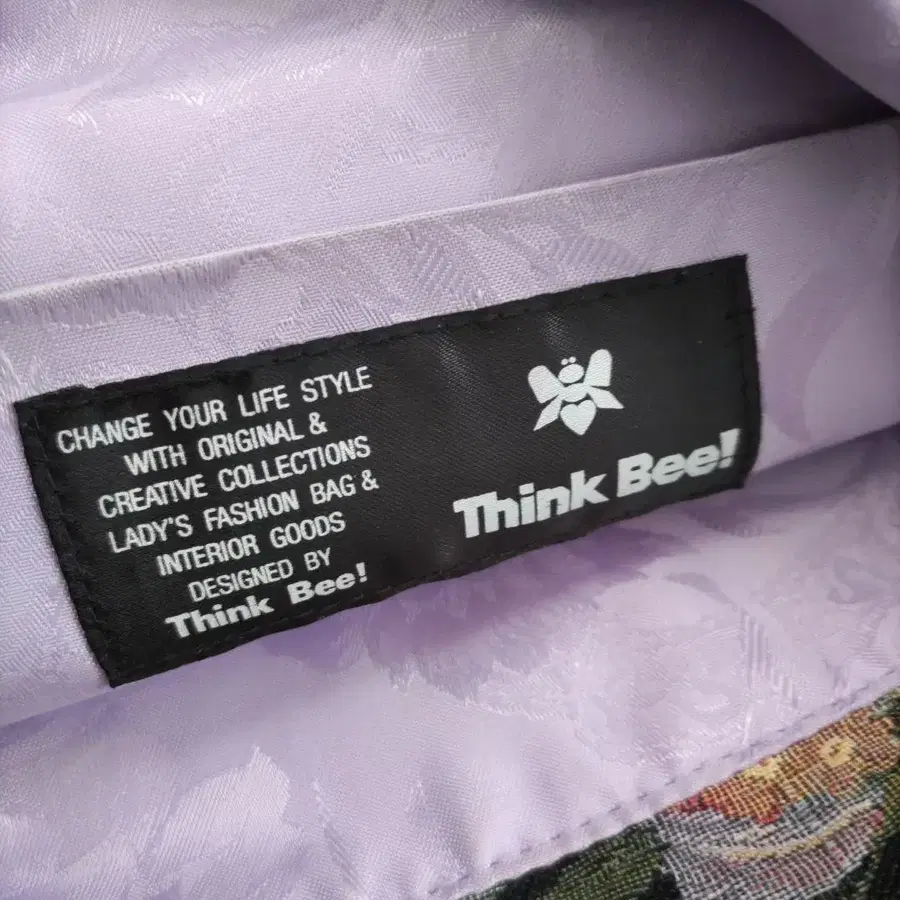 CHANGE YOUR LIFE STYLE
WITH ORIGINAL &
CREATIVE COLLECTIONS
LADY'S FASHION BAG &
INTERIOR GOODS
DESIGNED BY
Think Bee!
Think Bee!